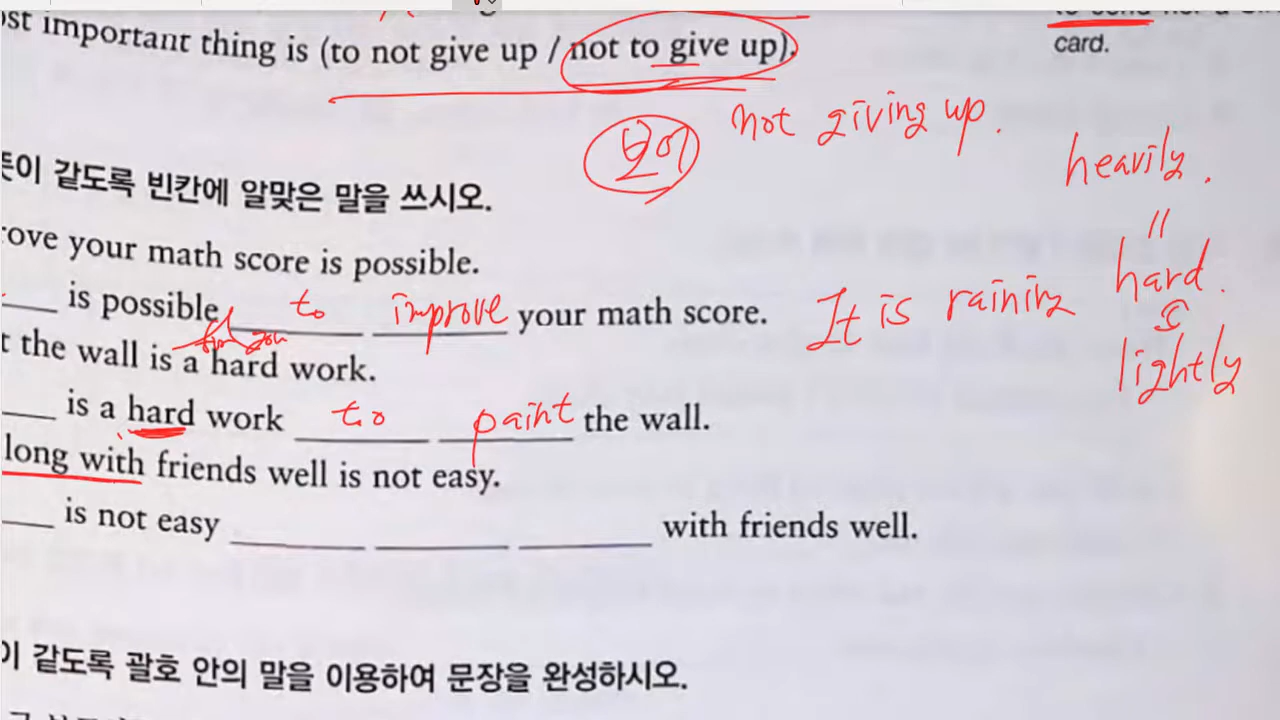 card.
important thing is (to not give up / not to give up).
보어 not giving up.
heavily.
같도록 빈칸에 알맞은 말을 쓰시오.
your math score is possible.
is possible to improve your math score.
for you
It is raining hard.
lightly
the wall is a hard work.
is a hard work to paint the wall.
long with friends well is not easy.
is not easy with friends well.
같도록 괄호 안의 말을 이용하여 문장을 완성하시오.